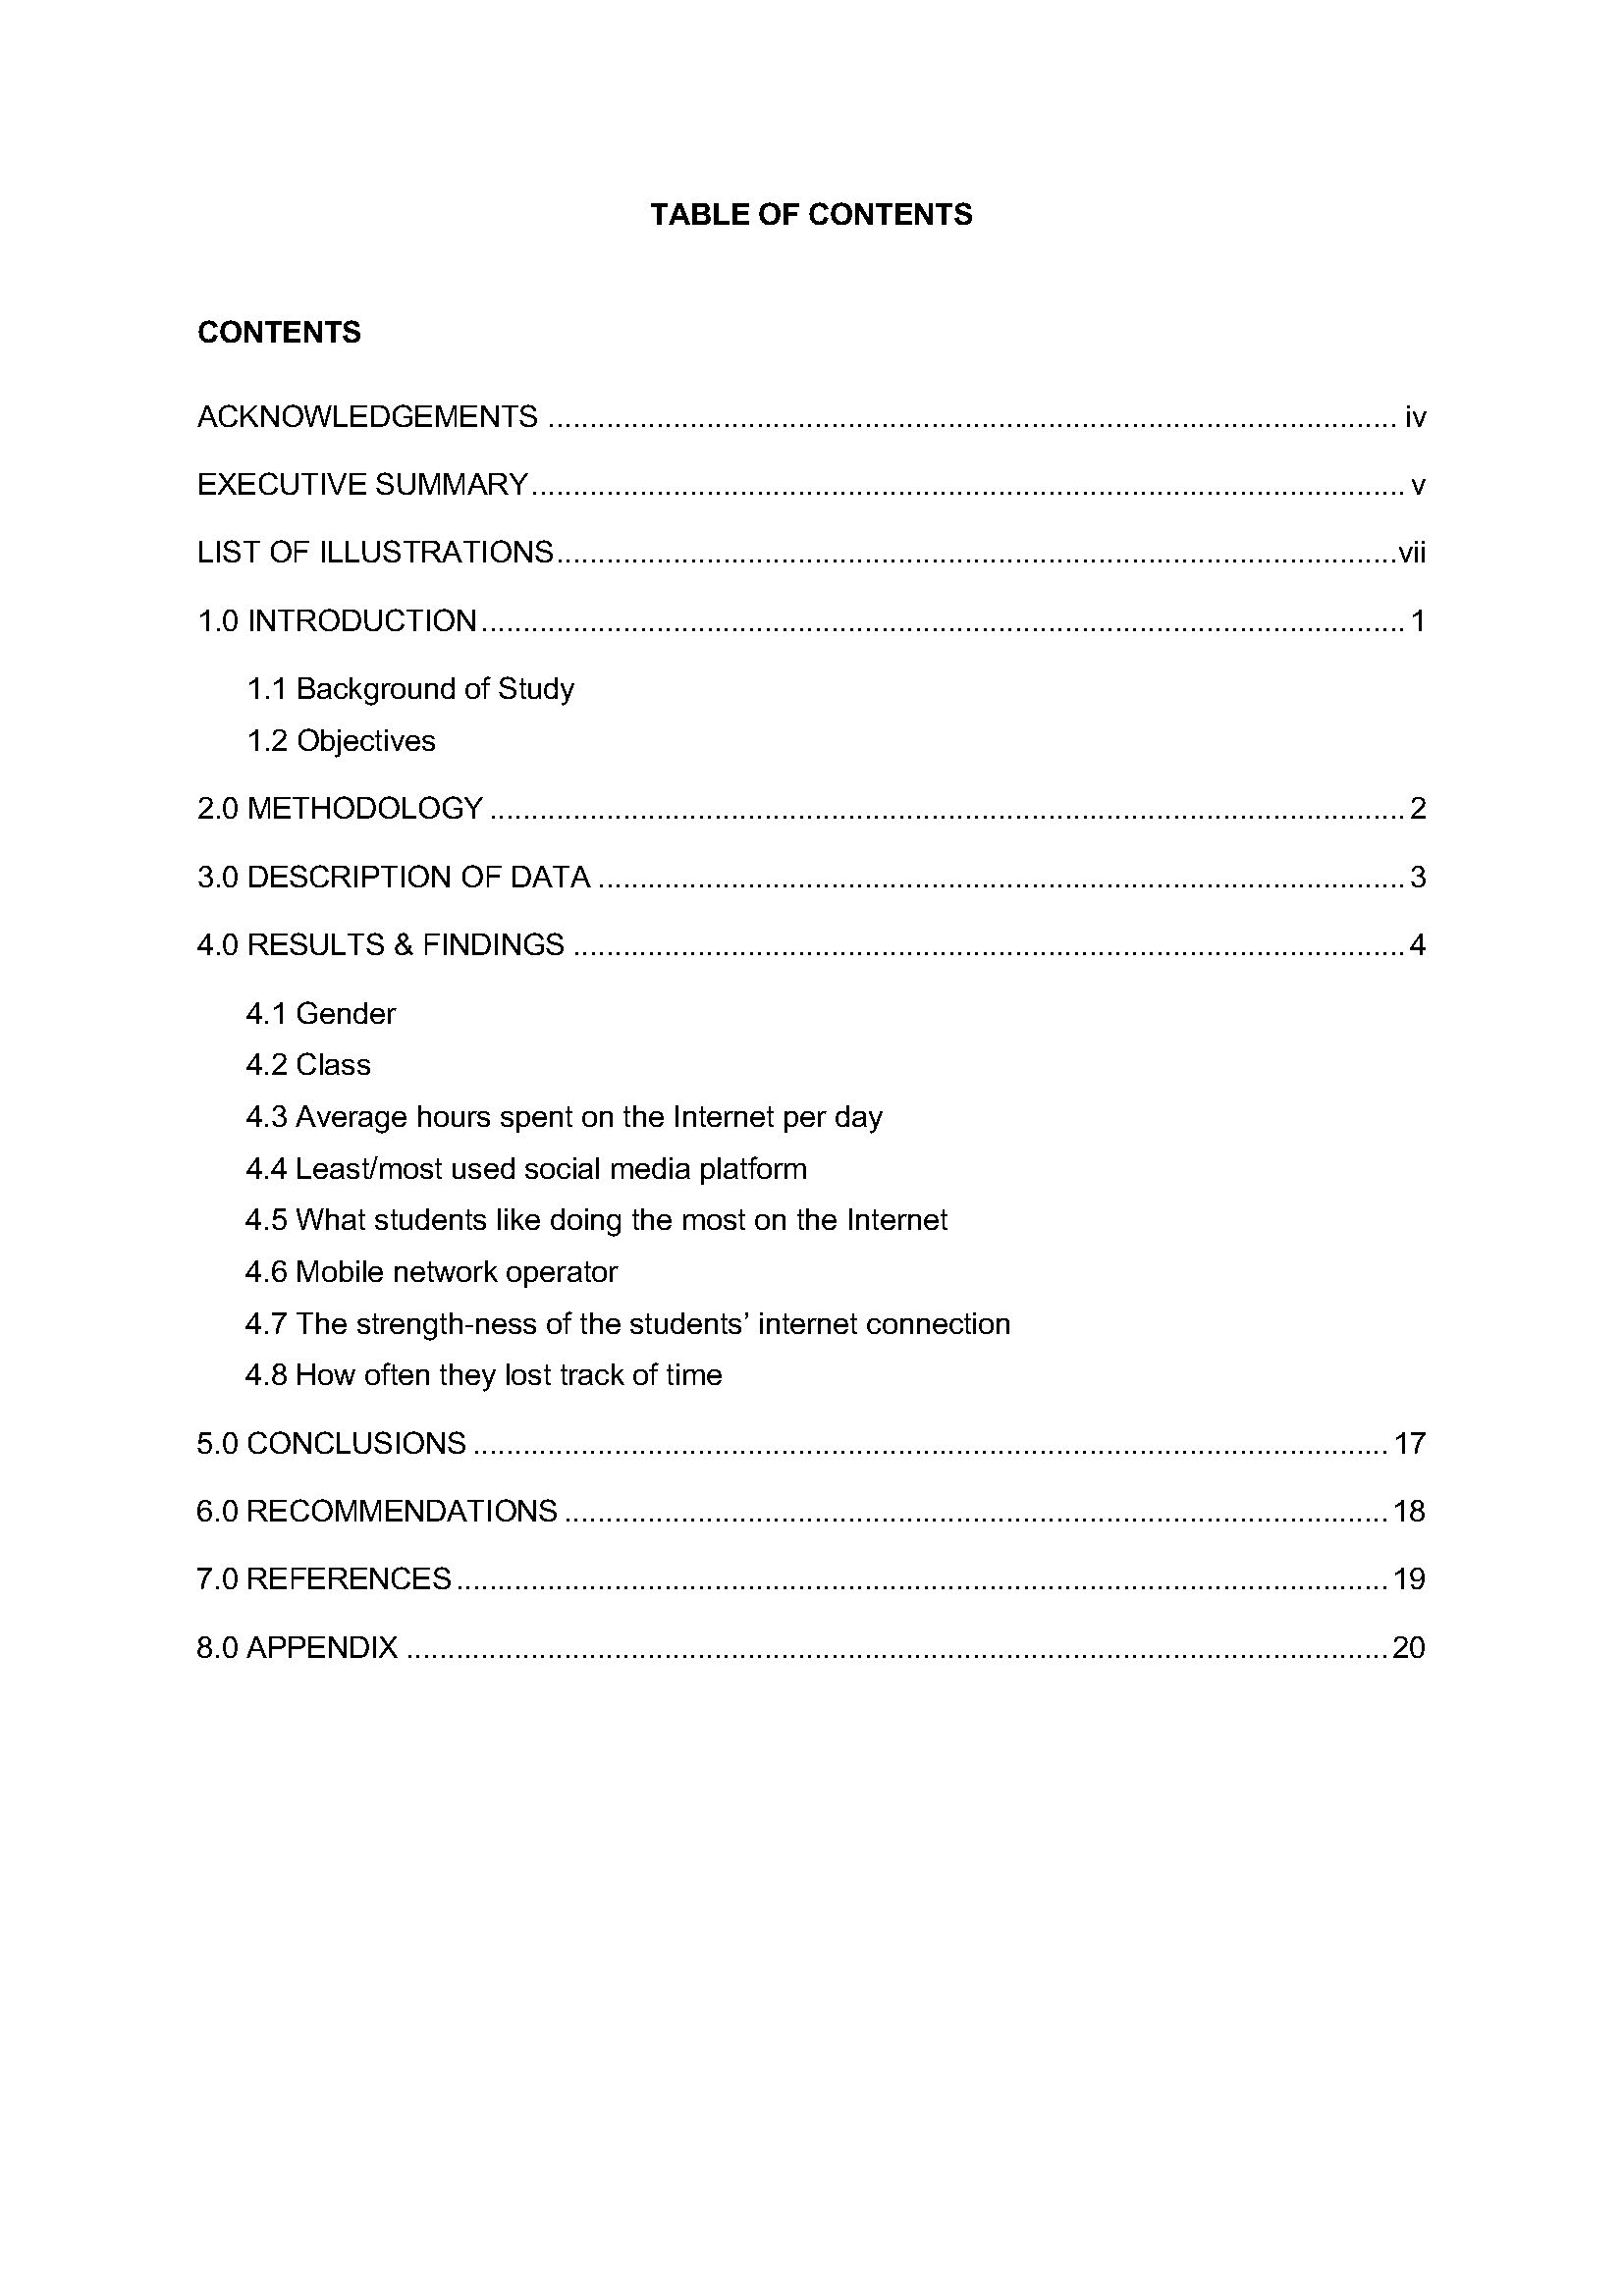 TABLE OF CONTENTS
CONTENTS
ACKNOWLEDGEMENTS ........................................ iv
EXECUTIVE SUMMARY ........................................ v
LIST OF ILLUSTRATIONS ........................................ vii
1.0 INTRODUCTION ........................................ 1
1.1 Background of Study
1.2 Objectives
2.0 METHODOLOGY ........................................ 2
3.0 DESCRIPTION OF DATA ........................................ 3
4.0 RESULTS & FINDINGS ........................................ 4
4.1 Gender
4.2 Class
4.3 Average hours spent on the Internet per day
4.4 Least/most used social media platform
4.5 What students like doing the most on the Internet
4.6 Mobile network operator
4.7 The strength-ness of the students’ internet connection
4.8 How often they lost track of time
5.0 CONCLUSIONS ........................................ 17
6.0 RECOMMENDATIONS ........................................ 18
7.0 REFERENCES ........................................ 19
8.0 APPENDIX ........................................ 20